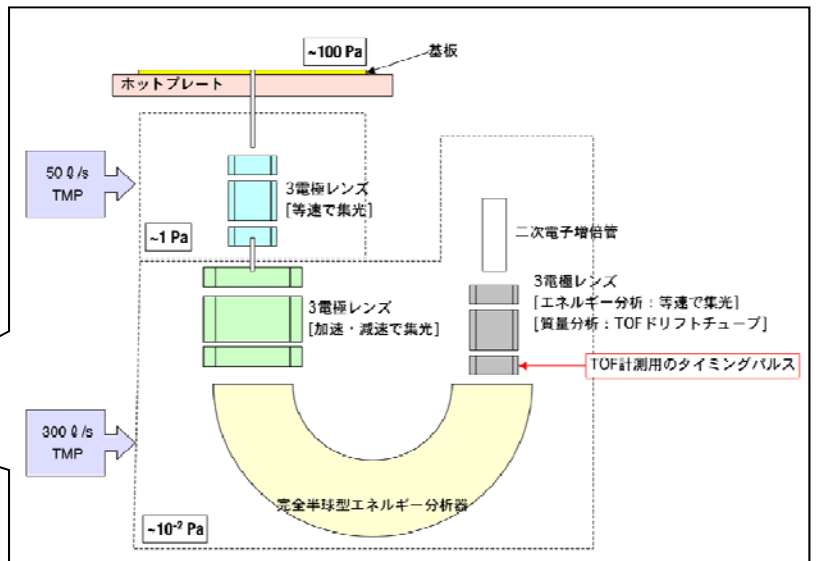 ~100 Pa
基板
ホットプレート
50 ℓ/s
TMP
3電極レンズ
[等速で集光]
~1 Pa
二次電子増倍管
3電極レンズ
[加速・減速で集光]
3電極レンズ
[エネルギー分析：等速で集光]
[質量分析：TOFドリフトチューブ]
TOF計測用のタイミングパルス
300 ℓ/s
TMP
完全半球型エネルギー分析器
~10⁻² Pa